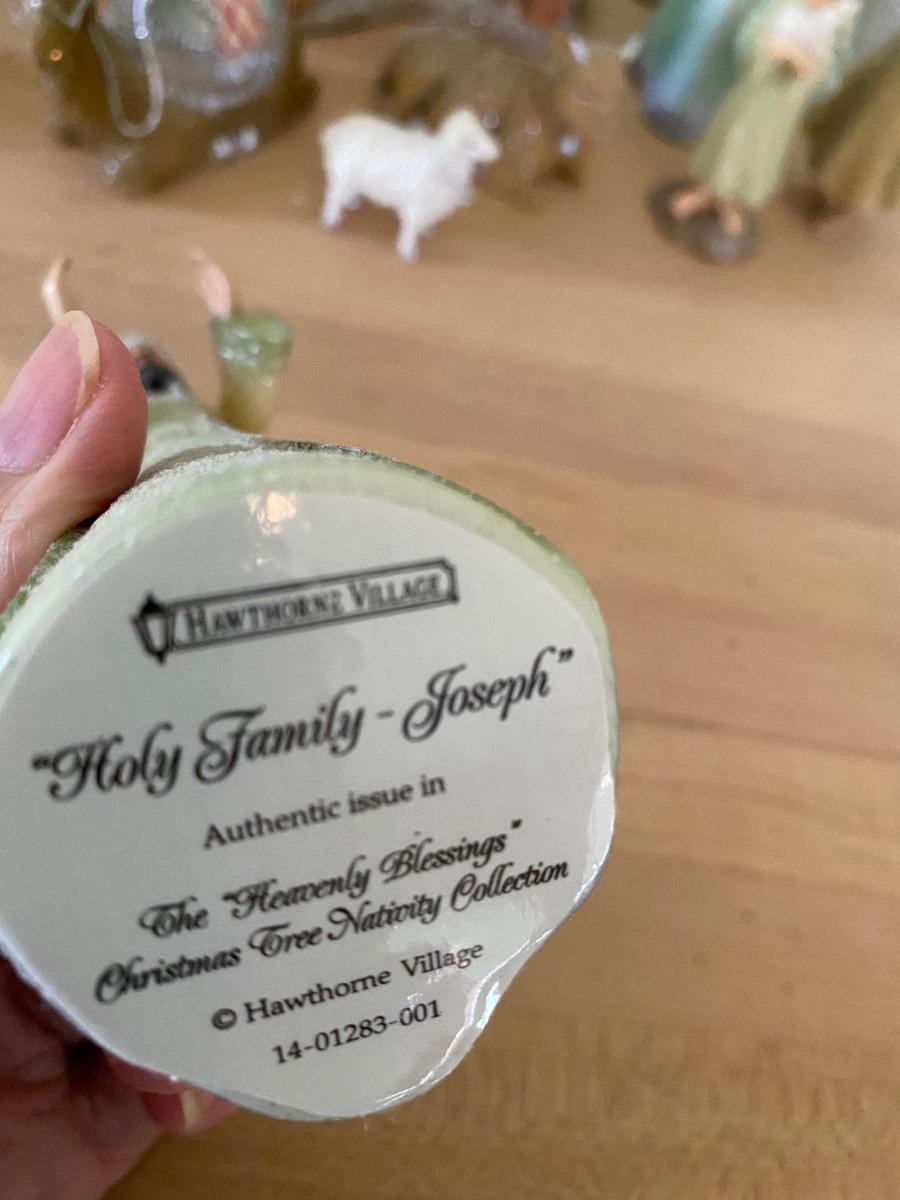 HAWTHORNE VILLAGE
"Holy Family - Joseph"
Authentic issue in
The "Heavenly Blessings"
Christmas Tree Nativity Collection
© Hawthorne Village
14-01283-001